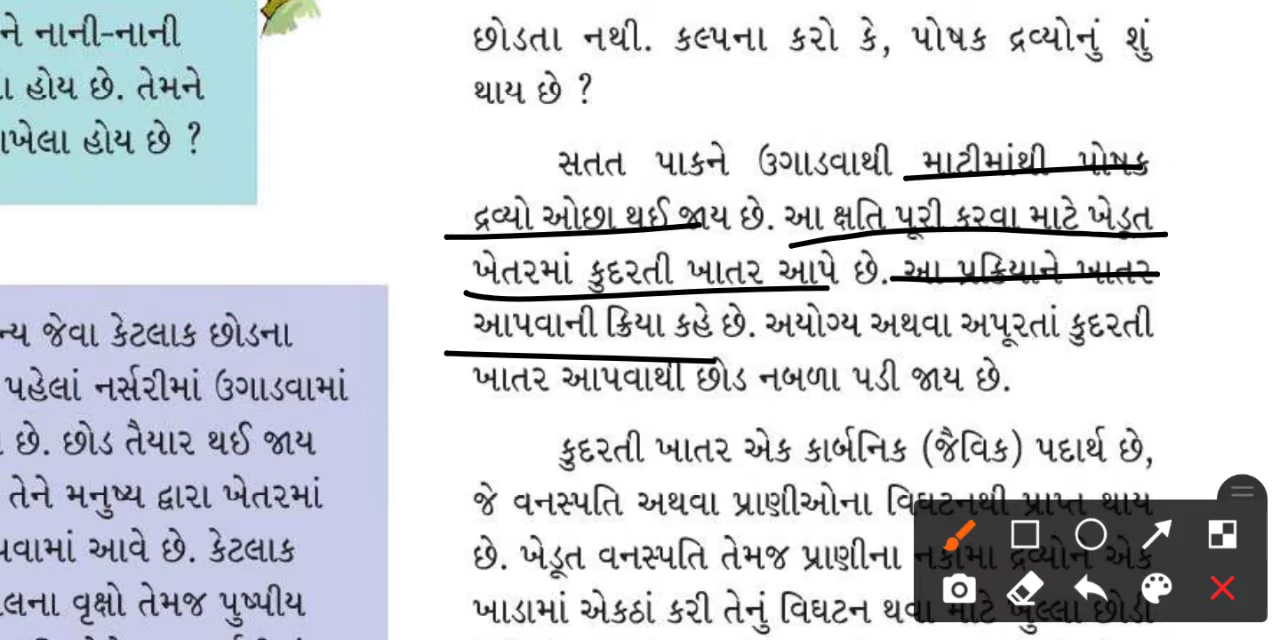 ને નાની-નાની
ા હોય છે. તેમને
ાખેલા હોય છે ?
ન્ય જેવા કેટલાક છોડના
પહેલાં નર્સરીમાં ઉગાડવામાં
છે. છોડ તૈયાર થઈ જાય
તેને મનુષ્ય દ્વારા ખેતરમાં
વામાં આવે છે. કેટલાક
લના વૃક્ષો તેમજ પુષ્પીય
છોડતા નથી. કલ્પના કરો કે, પોષક દ્રવ્યોનું શું
થાય છે ?
સતત પાકને ઉગાડવાથી માટીમાંથી પોષક
દ્રવ્યો ઓછા થઈ જાય છે. આ ક્ષતિ પૂરી કરવા માટે ખેડૂત
ખેતરમાં કુદરતી ખાતર આપે છે. આ પ્રક્રિયાને ખાતર
આપવાની ક્રિયા કહે છે. અયોગ્ય અથવા અપૂરતાં કુદરતી
ખાતર આપવાથી છોડ નબળા પડી જાય છે.
કુદરતી ખાતર એક કાર્બનિક (જૈવિક) પદાર્થ છે,
જે વનસ્પતિ અથવા પ્રાણીઓના વિઘટનથી પ્રાપ્ત થાય
છે. ખેડૂત વનસ્પતિ તેમજ પ્રાણીના નકામા દ્રવ્યોને એક
ખાડામાં એકઠાં કરી તેનું વિઘટન થવા માટે ખુલ્લા છોડી